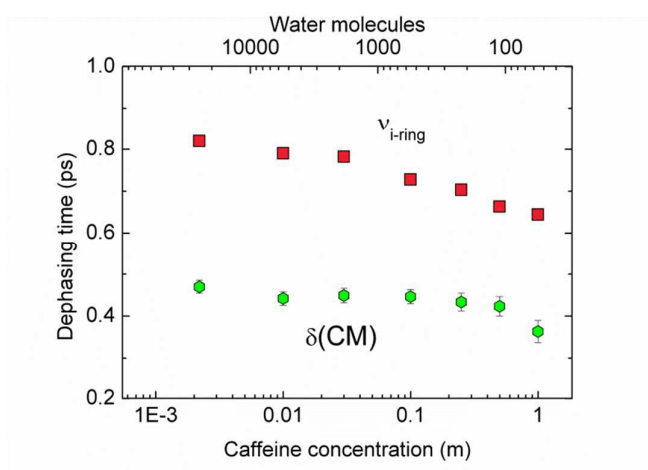 Water molecules
10000 1000 100
1.0
0.8
0.6
0.4
0.2
Dephasing time (ps)
νi-ring
δ(CM)
1E-3 0.01 0.1 1
Caffeine concentration (m)